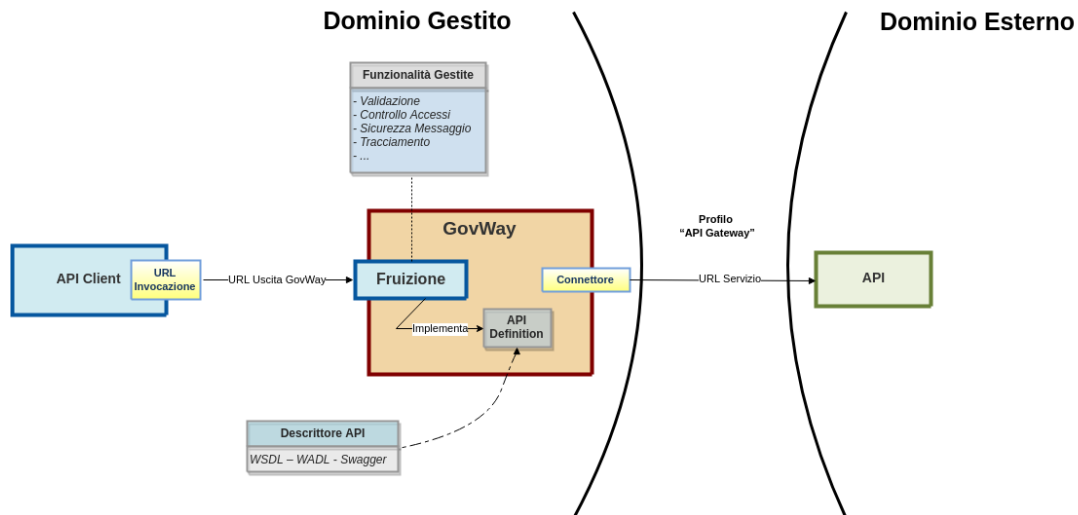 Dominio Gestito
Dominio Esterno
Funzionalità Gestite
- Validazione
- Controllo Accessi
- Sicurezza Messaggio
- Tracciamento
- ...
GovWay
Profilo
“API Gateway”
API Client
URL
Invocazione
URL Uscita GovWay
Fruizione
Connettore
URL Servizio
API
Implementa
API
Definition
Descrittore API
WSDL – WADL - Swagger